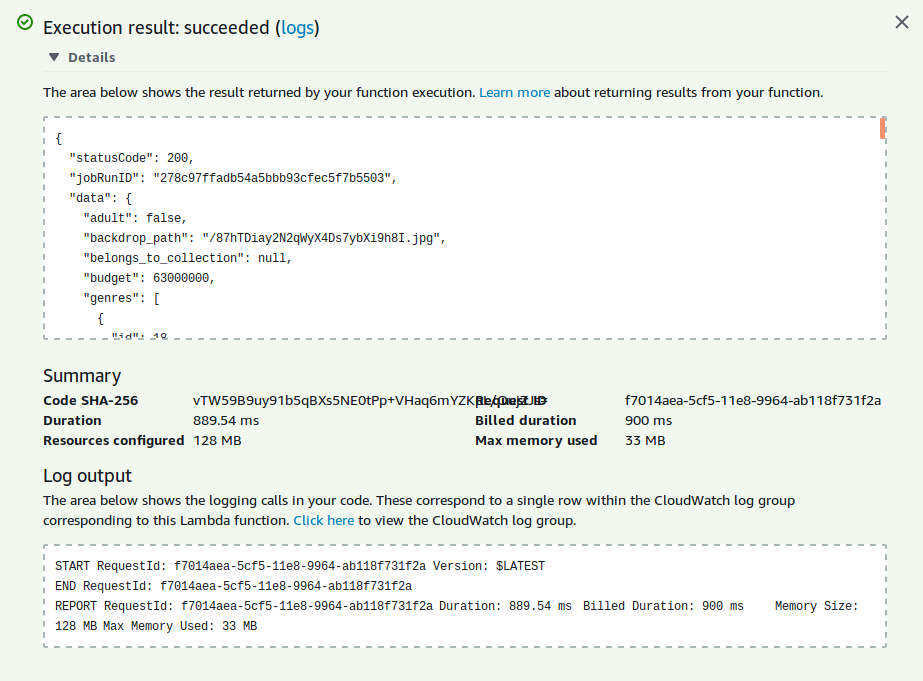 Execution result: succeeded (logs)
Details
The area below shows the result returned by your function execution. Learn more about returning results from your function.
{
"statusCode": 200,
"jobRunID": "278c97ffadb54a5bbb93cfec5f7b5503",
"data": {
"adult": false,
"backdrop_path": "/87hTDiay2N2qWyX4Ds7ybXi9h8I.jpg",
"belongs_to_collection": null,
"budget": 63000000,
"genres": [
{
"id": 18
Summary
Code SHA-256 Request ID f7014aea-5cf5-11e8-9964-ab118f731f2a
Duration 889.54 ms Billed duration 900 ms
Resources configured 128 MB Max memory used 33 MB
Log output
The area below shows the logging calls in your code. These correspond to a single row within the CloudWatch log group
corresponding to this Lambda function. Click here to view the CloudWatch log group.
START RequestId: f7014aea-5cf5-11e8-9964-ab118f731f2a Version: $LATEST
END RequestId: f7014aea-5cf5-11e8-9964-ab118f731f2a
REPORT RequestId: f7014aea-5cf5-11e8-9964-ab118f731f2a Duration: 889.54 ms Billed Duration: 900 ms Memory Size:
128 MB Max Memory Used: 33 MB